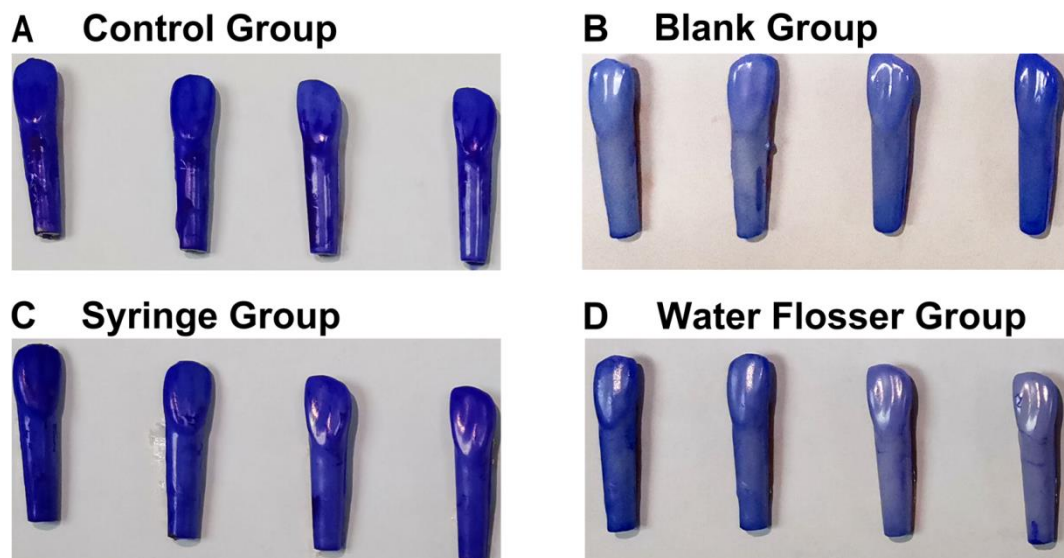 A Control Group
B Blank Group
C Syringe Group
D Water Flosser Group